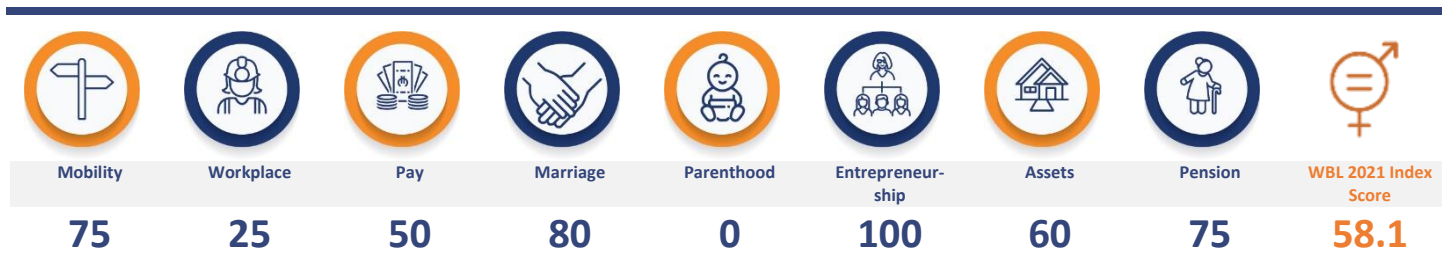 Mobility
Workplace
Pay
Marriage
Parenthood
Entrepreneur-
ship
Assets
Pension
WBL 2021 Index
Score
75
25
50
80
0
100
60
75
58.1